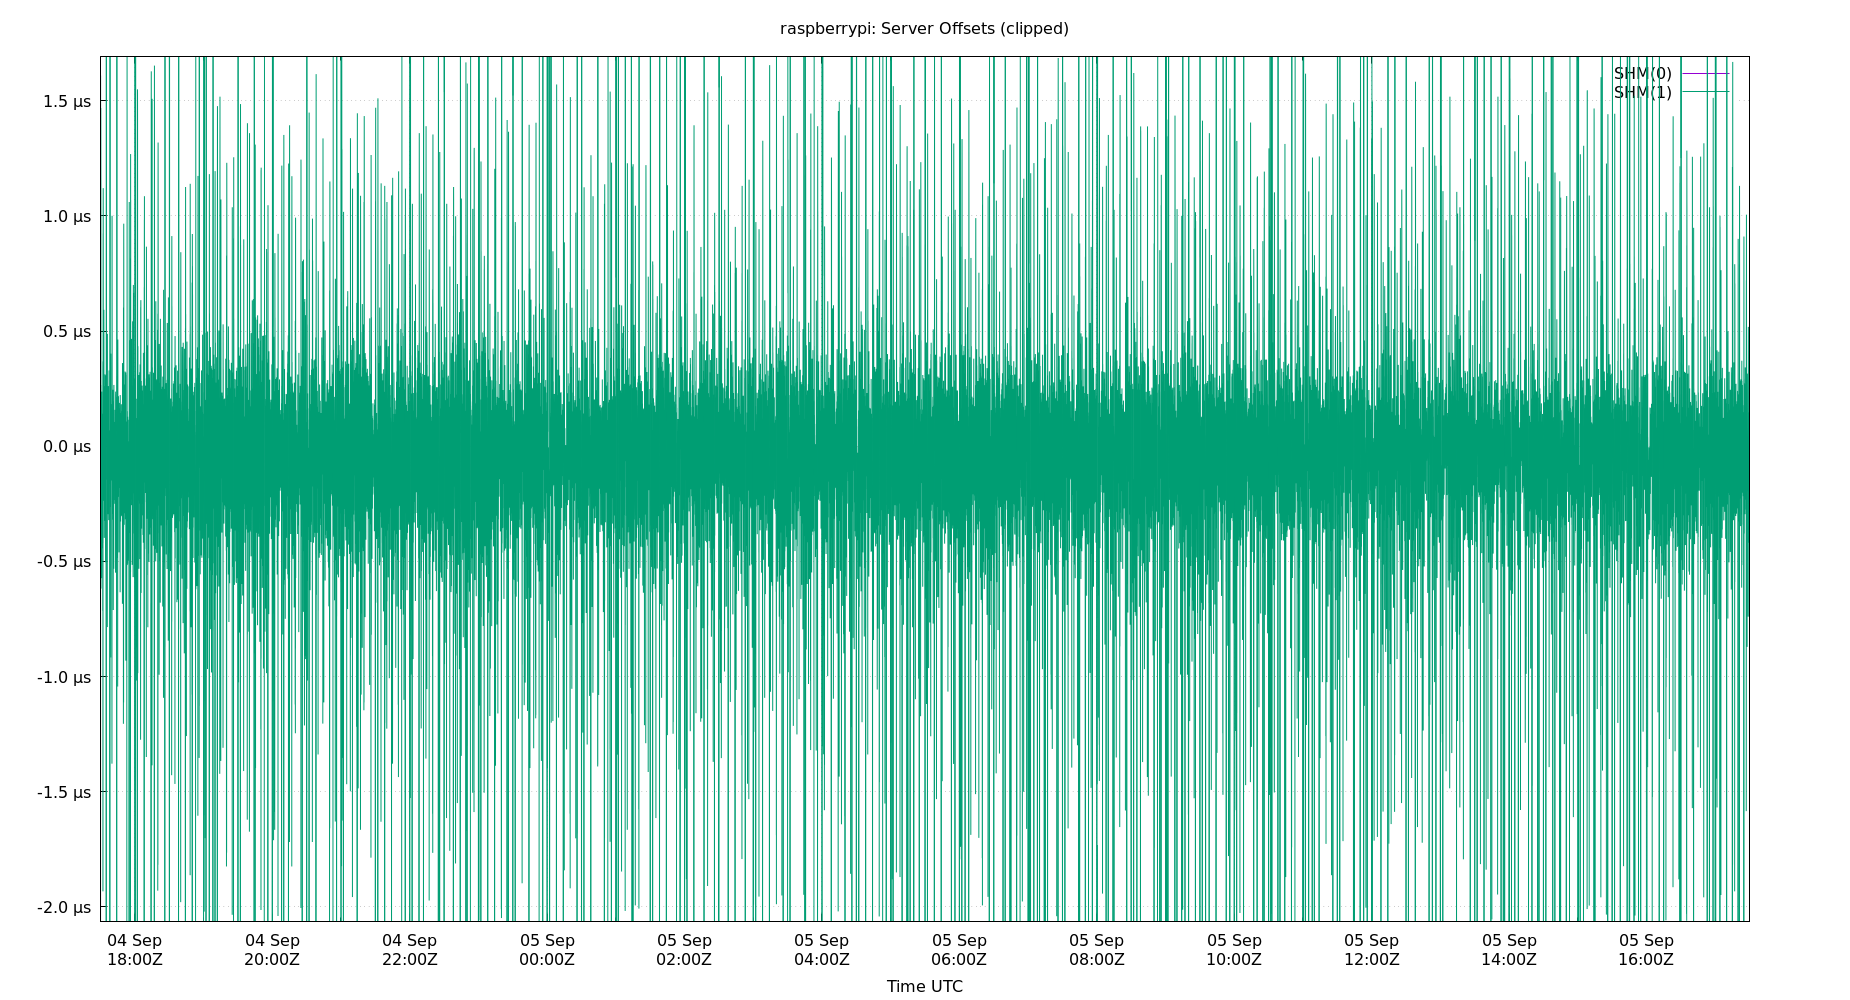 raspberrypi: Server Offsets (clipped)
SHM(0)
SHM(1)
1.5 µs
1.0 µs
0.5 µs
0.0 µs
-0.5 µs
-1.0 µs
-1.5 µs
-2.0 µs
04 Sep 04 Sep 04 Sep 05 Sep 05 Sep 05 Sep 05 Sep 05 Sep 05 Sep 05 Sep 05 Sep 05 Sep
18:00Z 20:00Z 22:00Z 00:00Z 02:00Z 04:00Z 06:00Z 08:00Z 10:00Z 12:00Z 14:00Z 16:00Z
Time UTC